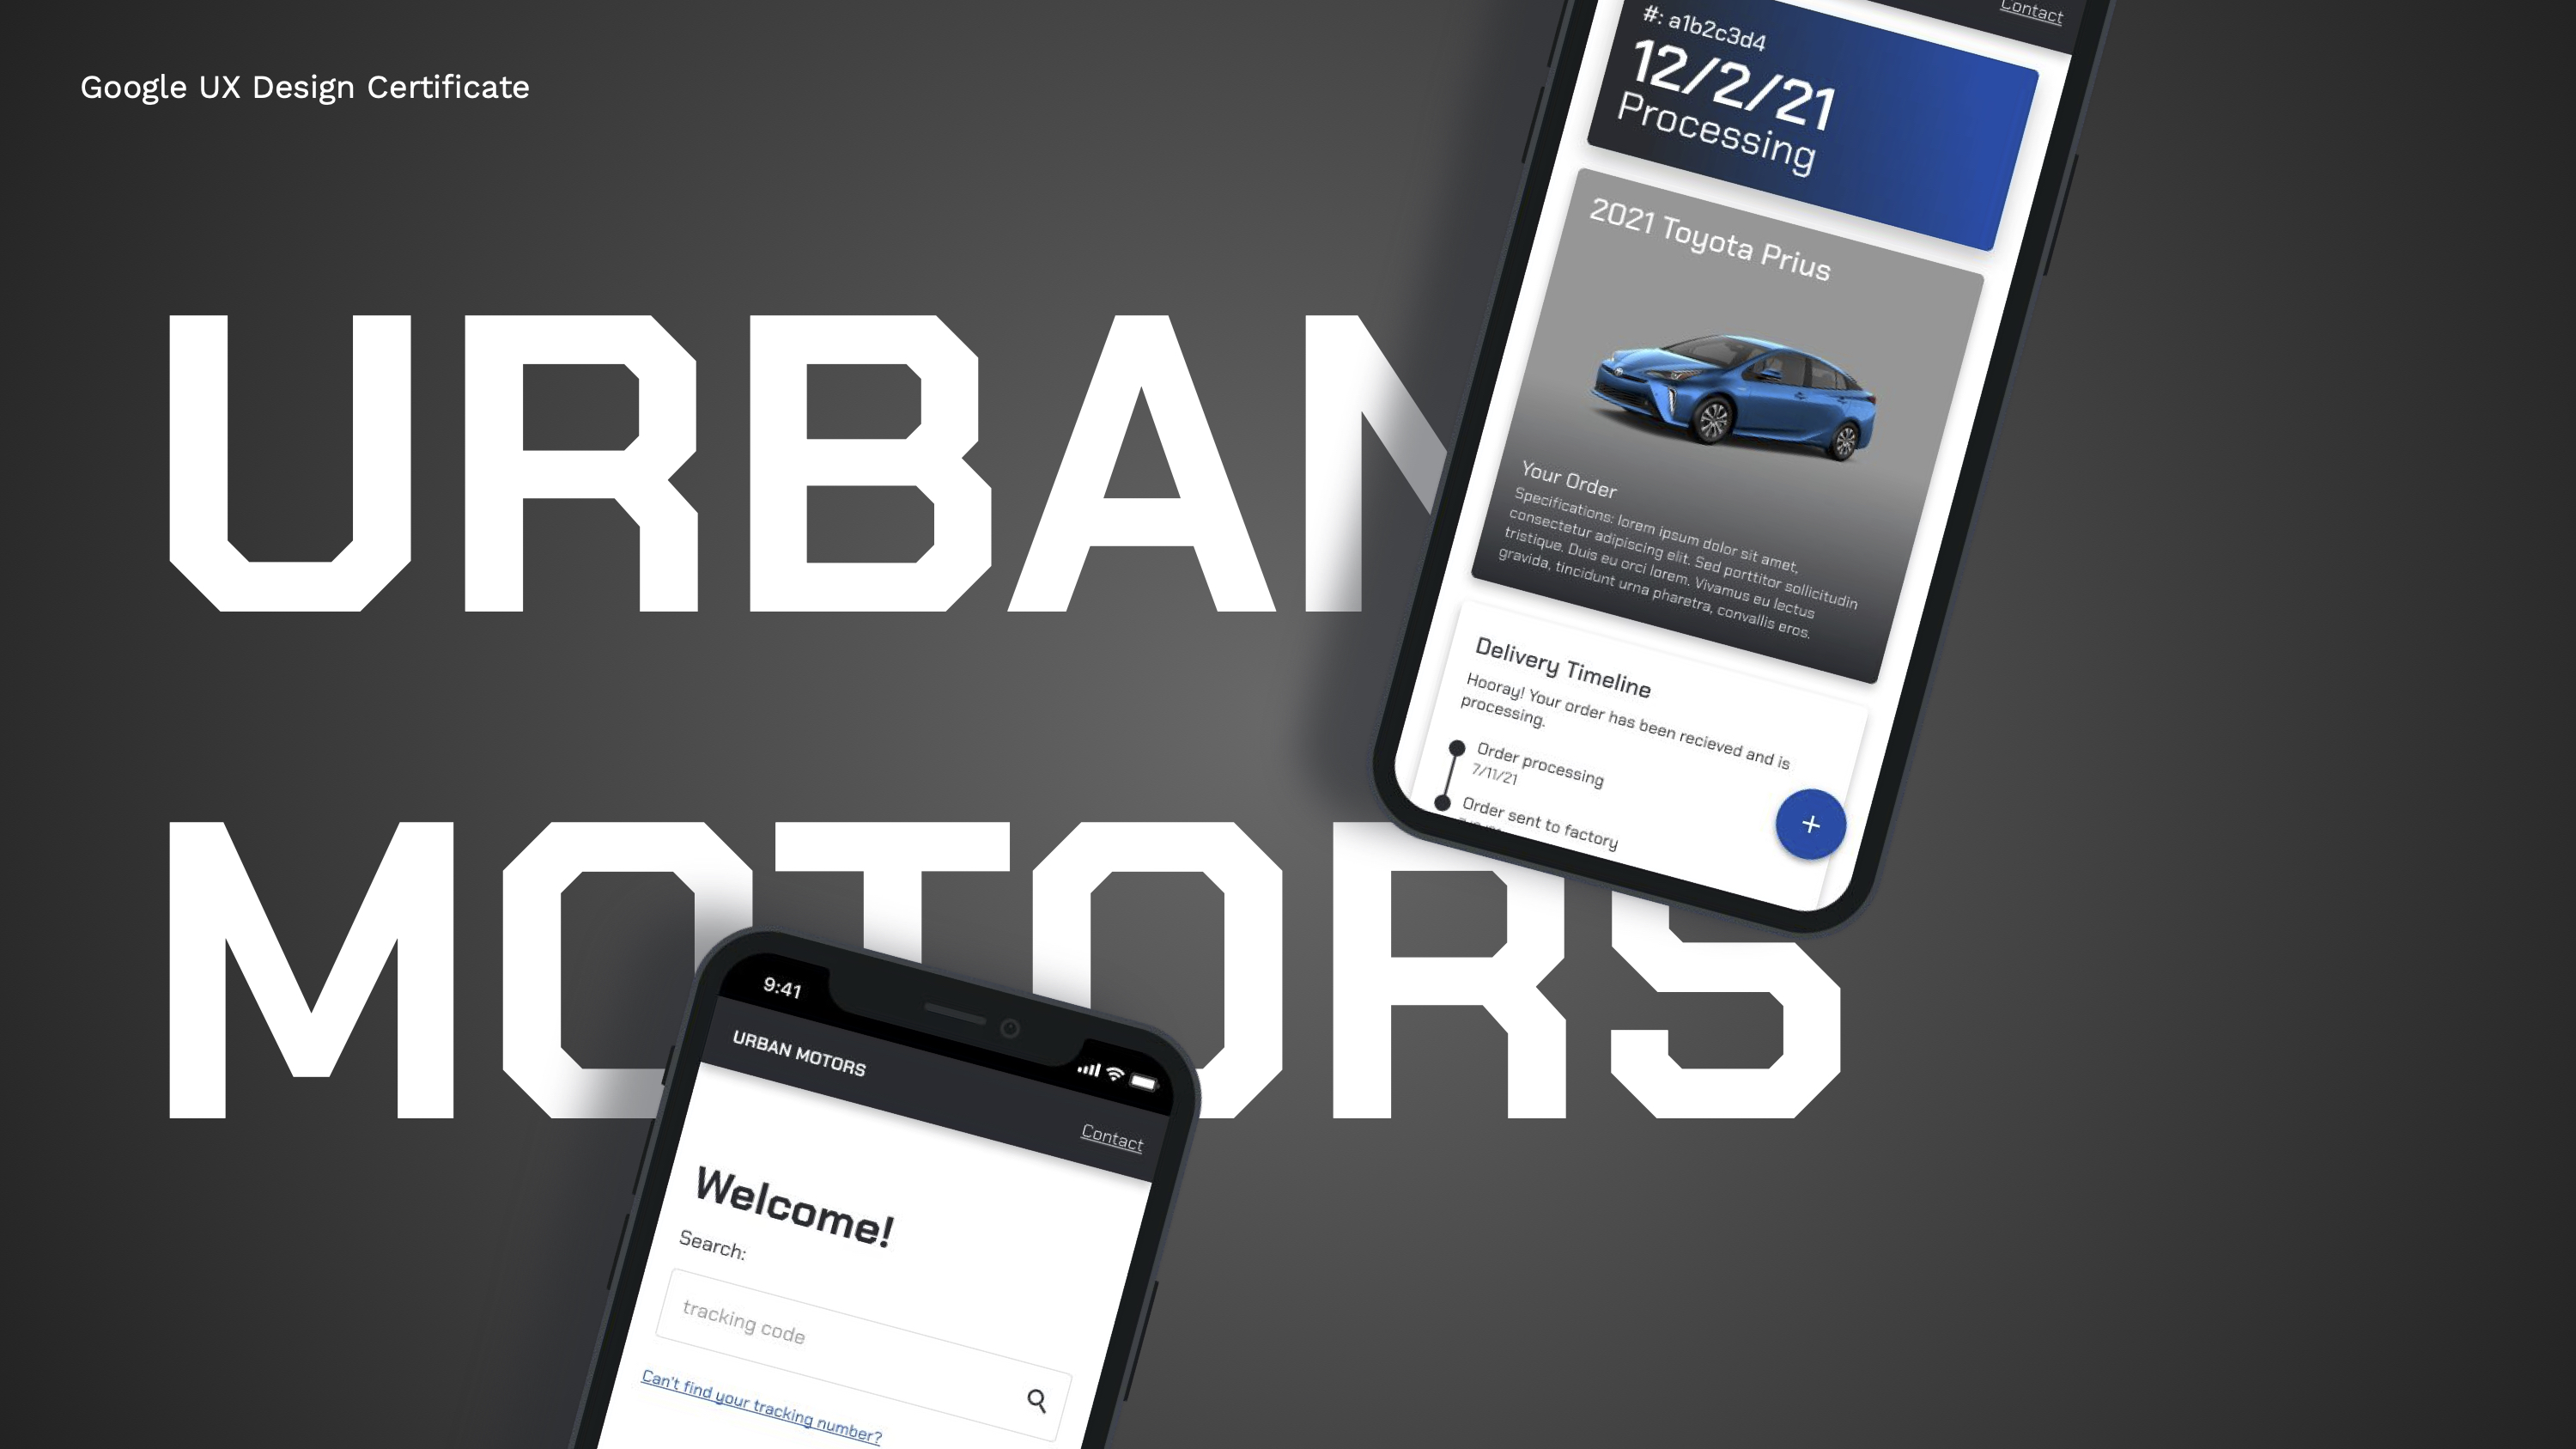 Google UX Design Certificate
URBAN
MOTORS
Contact
#: a1b2c3d4
12/2/21
Processing
2021 Toyota Prius
Your Order
Specifications: lorem ipsum dolor sit amet,
consectetur adipiscing elit. Sed porttitor sollicitudin
tristique. Duis eu orci lorem. Vivamus eu lectus
gravida, tincidunt urna pharetra, convallis eros.
Delivery Timeline
Hooray! Your order has been recieved and is
processing.
Order processing
7/11/21
Order sent to factory
+
9:41
URBAN MOTORS
Contact
Welcome!
Search:
tracking code
Can't find your tracking number?